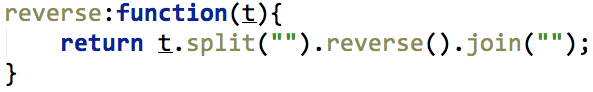 reverse:function(t){
    return t.split("").reverse().join("");
}